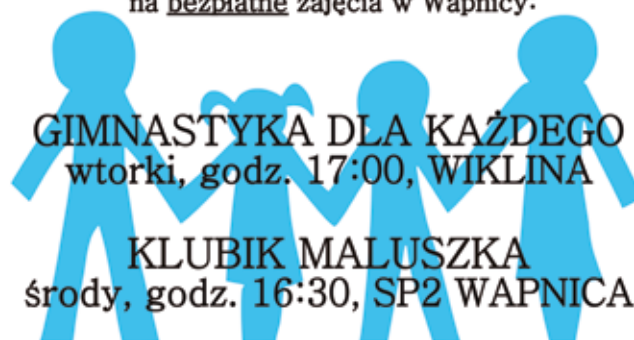 na bezpłatne zajęcia w Wapnicy:
GIMNASTYKA DLA KAŻDEGO
wtorki, godz. 17:00, WIKLINA
KLUBIK MALUSZKA
środy, godz. 16:30, SP2 WAPNICA